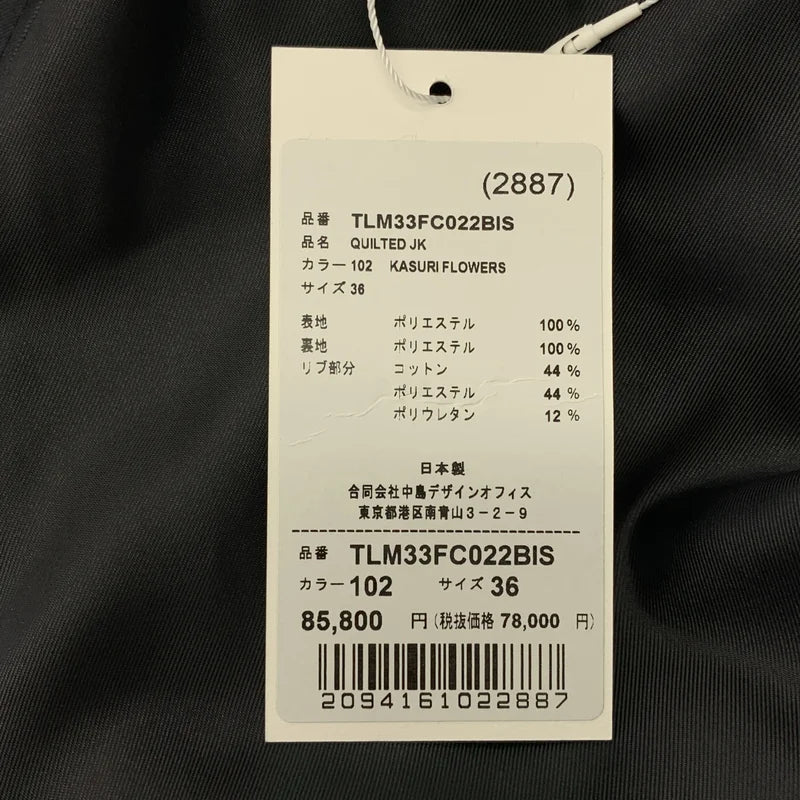 (2887)
品番 TLM33FC022BIS
品名 QUILTED JK
カラー 102 KASURI FLOWERS
サイズ 36
表地 ポリエステル 100 %
裏地 ポリエステル 100 %
リブ部分 コットン 44 %
ポリエステル 44 %
ポリウレタン 12 %
日本製
合同会社中島デザインオフィス
東京都港区南青山3-2-9
品番 TLM33FC022BIS
カラー 102 サイズ 36
85,800 円 (税抜価格 78,000 円)
2094161022887